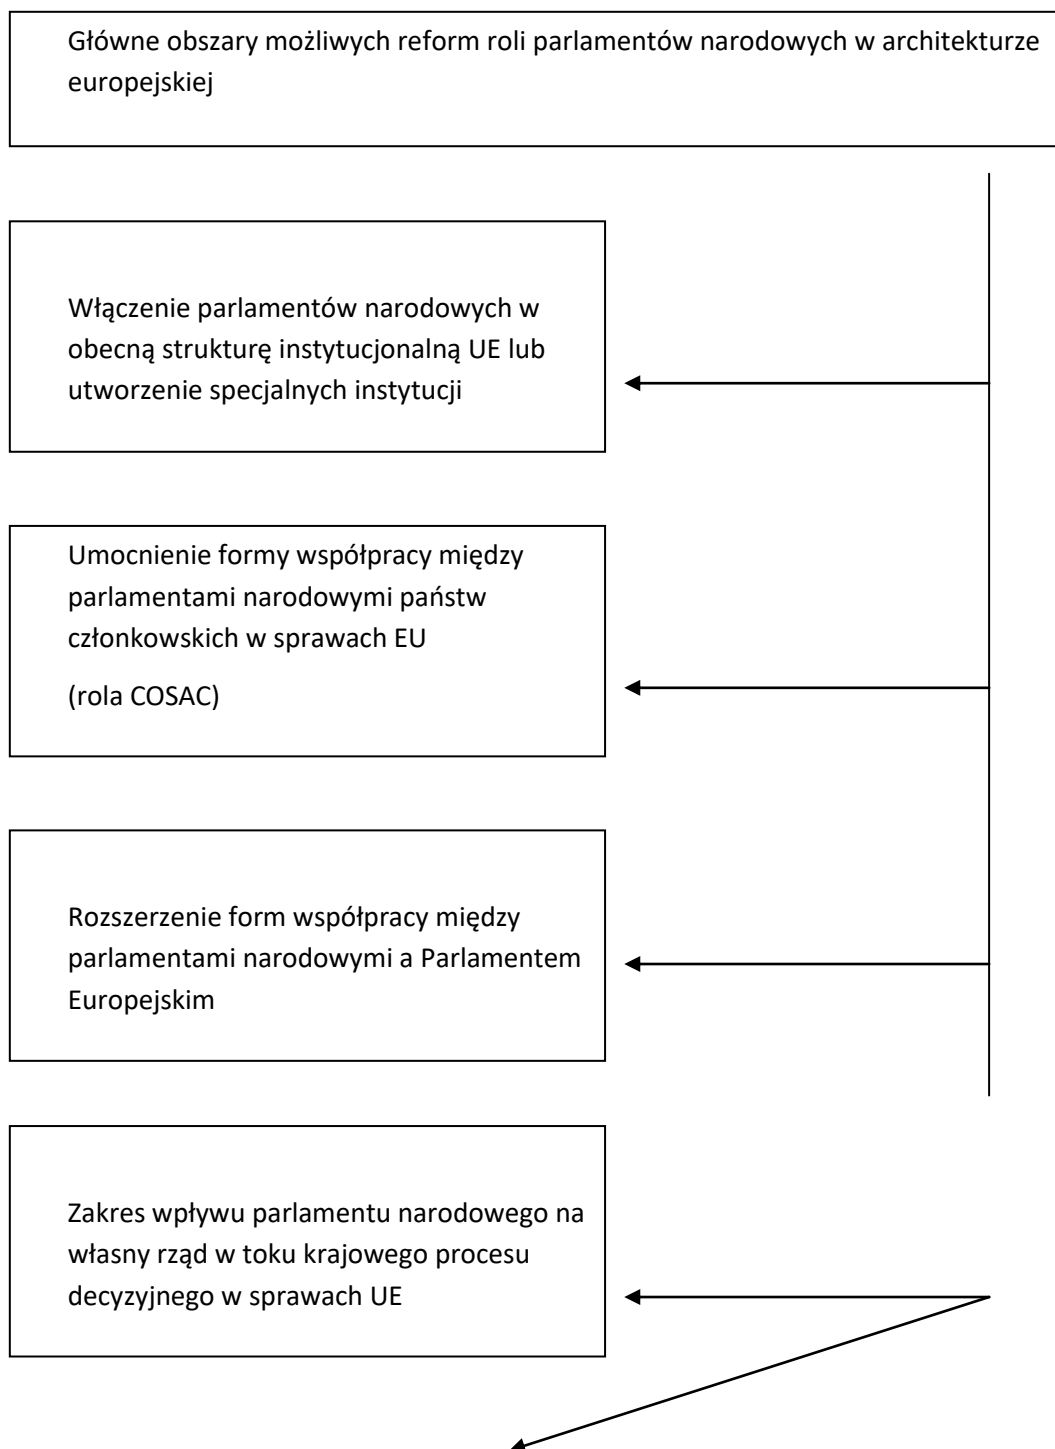 Główne obszary możliwych reform roli parlamentów narodowych w architekturze
europejskiej
Włączenie parlamentów narodowych w
obecną strukturę instytucjonalną UE lub
utworzenie specjalnych instytucji
Umocnienie formy współpracy między
parlamentami narodowymi państw
członkowskich w sprawach EU
(rola COSAC)
Rozszerzenie form współpracy między
parlamentami narodowymi a Parlamentem
Europejskim
Zakres wpływu parlamentu narodowego na
własny rząd w toku krajowego procesu
decyzyjnego w sprawach UE